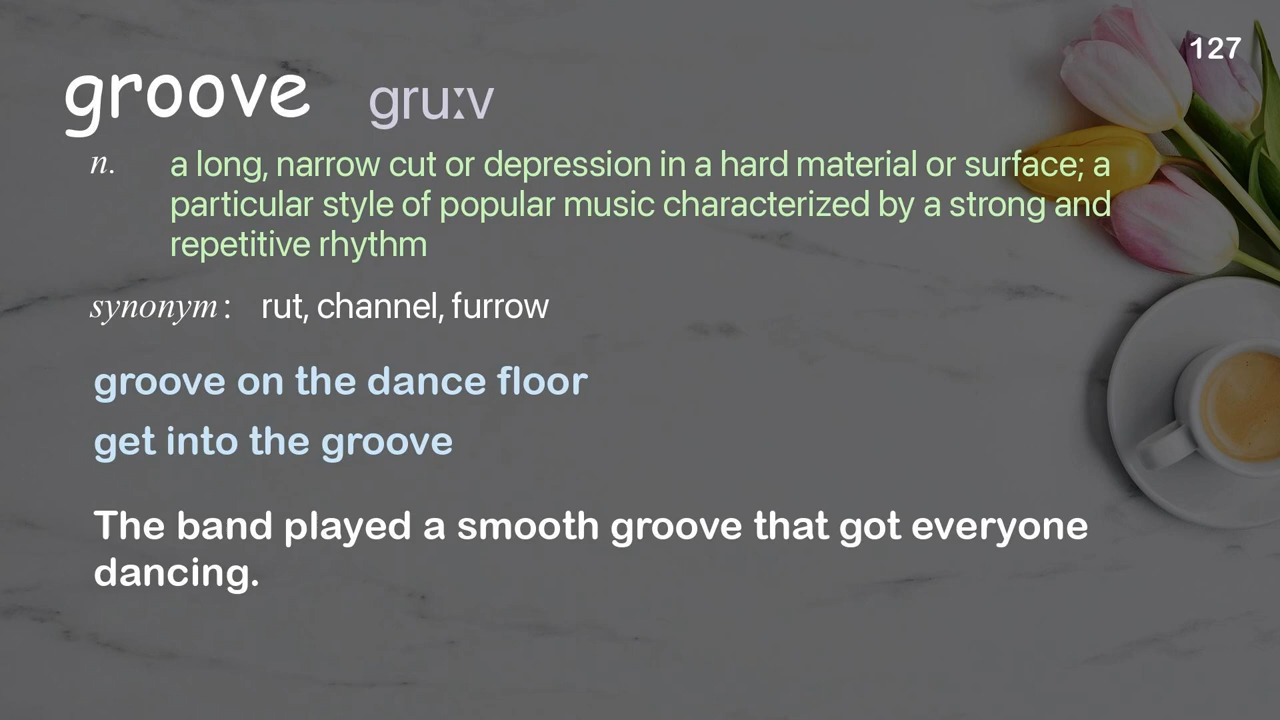 127
groove gruːv
n. a long, narrow cut or depression in a hard material or surface; a
particular style of popular music characterized by a strong and
repetitive rhythm
synonym: rut, channel, furrow
groove on the dance floor
get into the groove
The band played a smooth groove that got everyone
dancing.